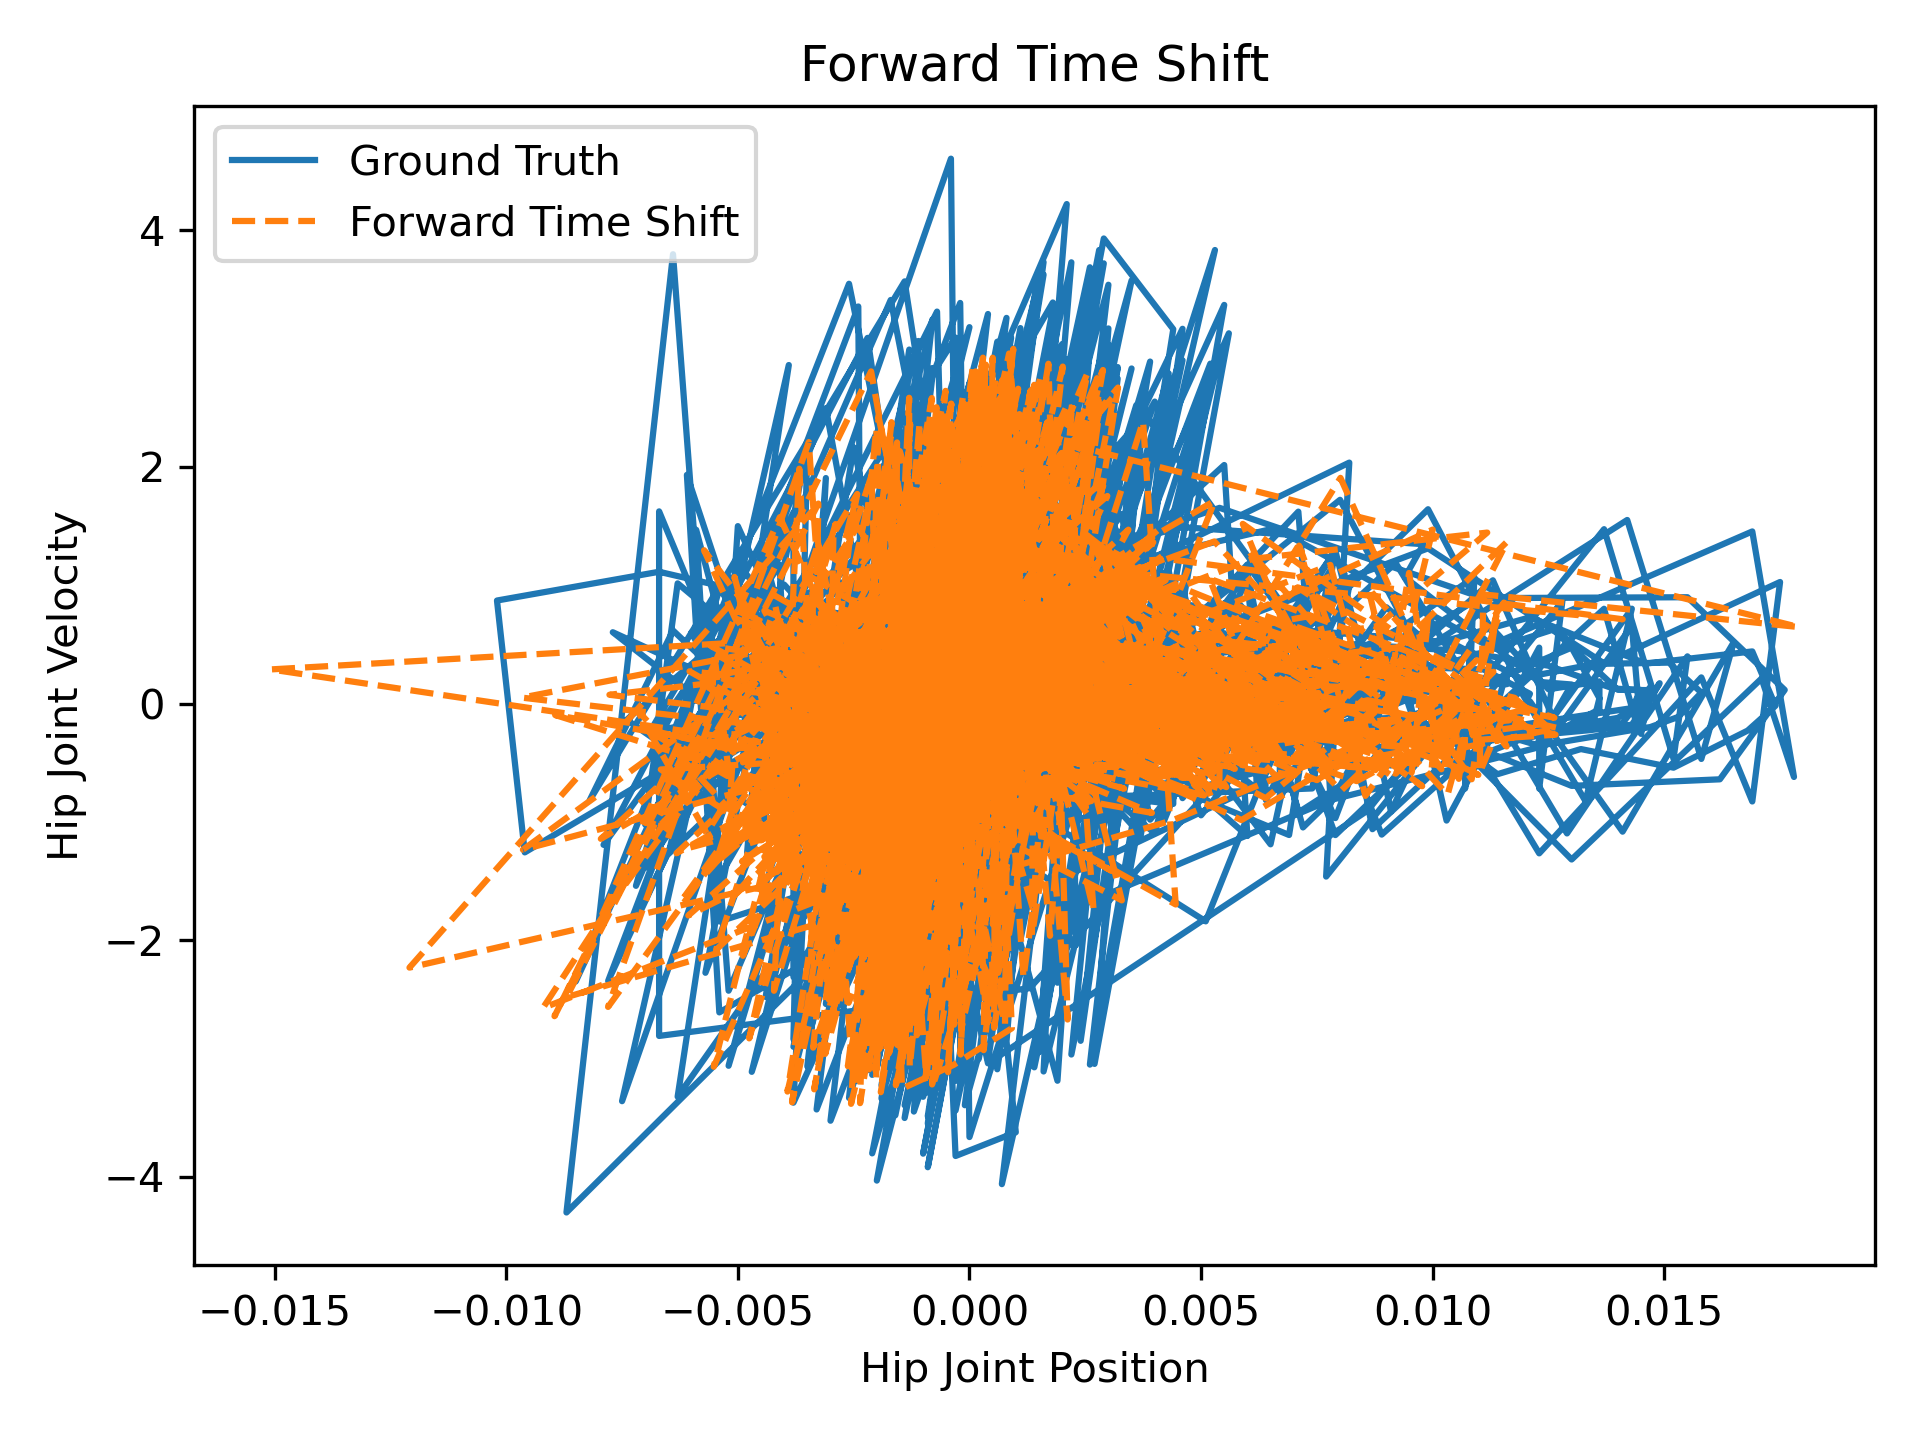 Forward Time Shift
Ground Truth
Forward Time Shift
Hip Joint Velocity
4
2
0
−2
−4
−0.015
−0.010
−0.005
0.000
0.005
0.010
0.015
Hip Joint Position